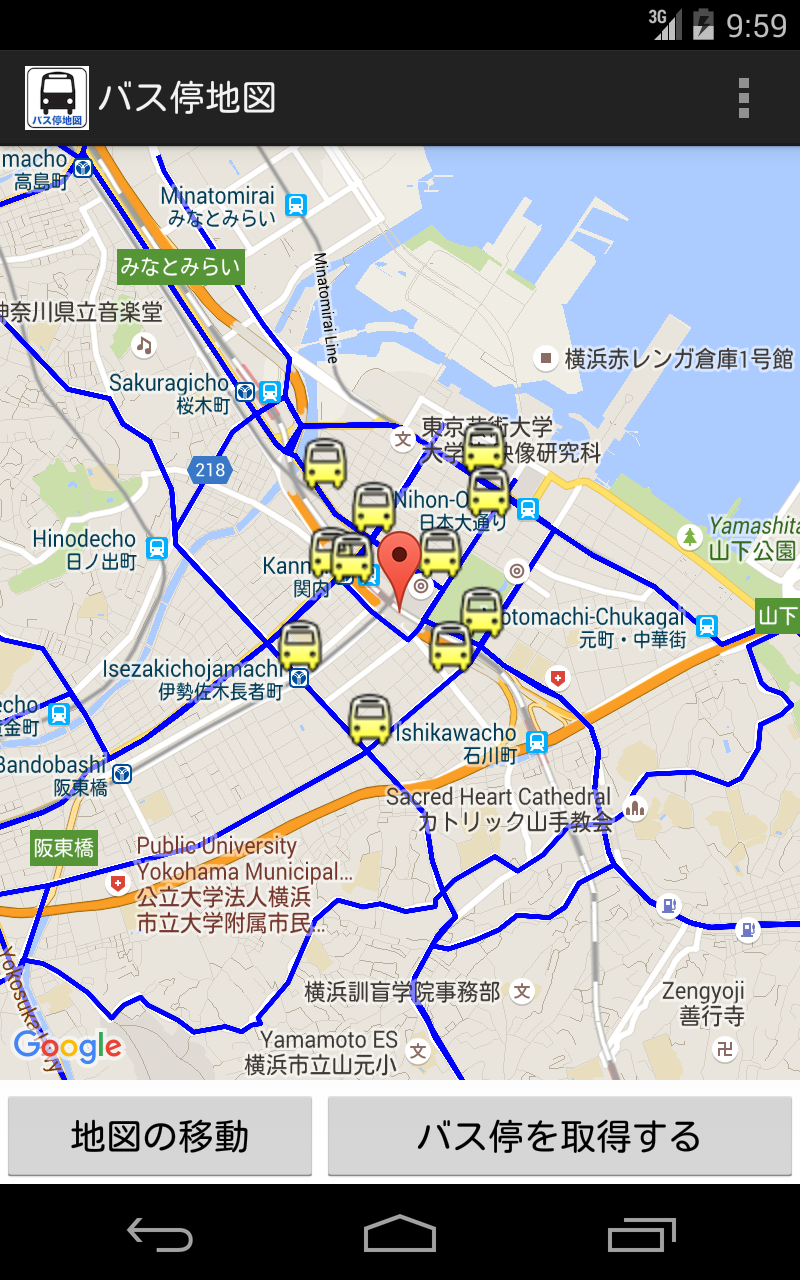 3G
9:59
バス停地図
バス停地図
macho
高島町
Minatomirai
みなとみらい
みなとみらい
Minatomirai Line
神奈川県立音楽堂
横浜赤レンガ倉庫1号館
Sakuragicho
桜木町
東京芸術大学
映像研究科
218
Nihon-O
日本大通り
Yamashita
山下公園
Hinodecho
日ノ出町
Kann
関内
山下
otomachi-Chukagai
元町・中華街
Isezakichojamachi
伊勢佐木長者町
echo
黄金町
Ishikawacho
石川町
Bandobashi
阪東橋
Sacred Heart Cathedral
カトリック山手教会
阪東橋
Public University
Yokohama Municipal...
公立大学法人横浜
市立大学附属市民...
横浜訓盲学院事務部
Zengyoji
善行寺
Google
Yamamoto ES
横浜市立山元小
地図の移動
バス停を取得する